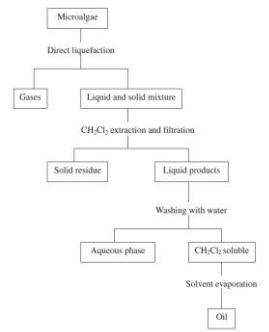 Microalgae
Direct liquefaction
Gases
Liquid and solid mixture
CH₂Cl₂ extraction and filtration
Solid residue
Liquid products
Washing with water
Aqueous phase
CH₂Cl₂ soluble
Solvent evaporation
Oil